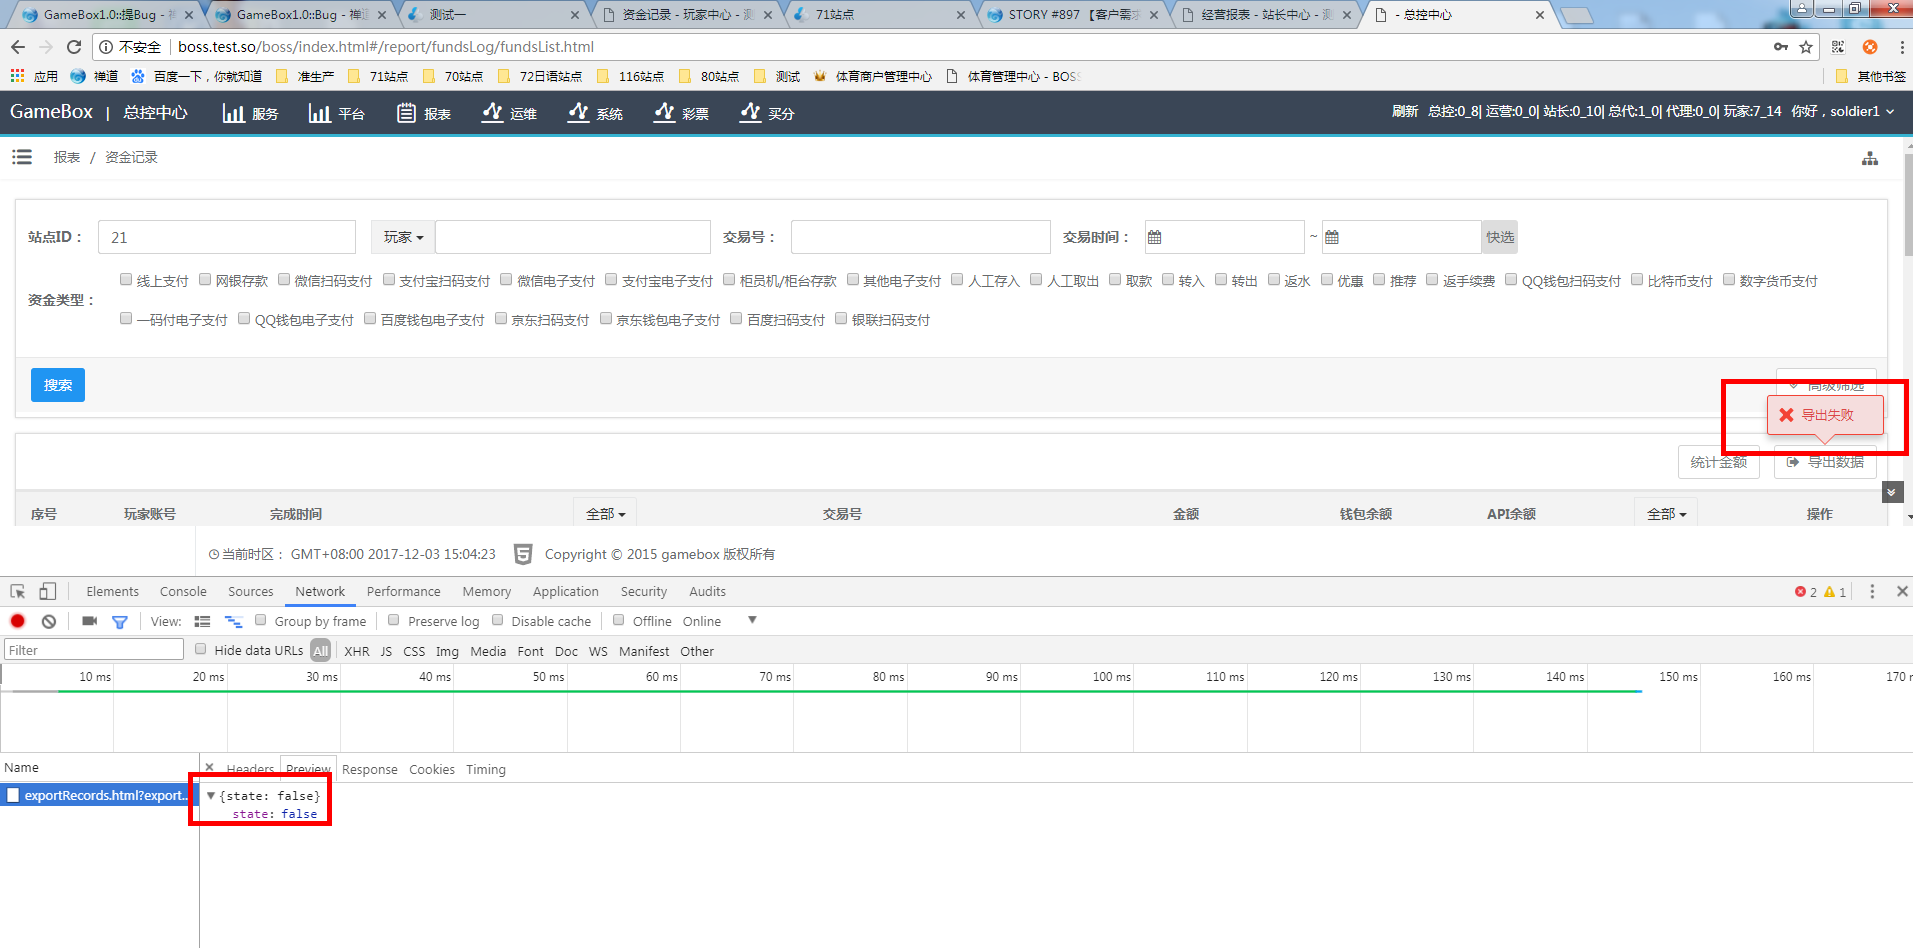 GameBox1.0::提Bug - 禅
GameBox1.0::Bug - 禅道
测试一
资金记录 - 玩家中心 - 测
71站点
STORY #897 【客户需求
经营报表 - 站长中心 - 测
- 总控中心
不安全 boss.test.so/boss/index.html#/report/fundsLog/fundsList.html
应用 禅道 百度一下，你就知道 准生产 71站点 70站点 72日语站点 116站点 80站点 测试 体育商户管理中心 体育管理中心 - BOSS 其他书签
GameBox | 总控中心 服务 平台 报表 运维 系统 彩票 买分 刷新 总控:0_8| 运营:0_0| 站长:0_10| 总代:1_0| 代理:0_0| 玩家:7_14 你好，soldier1
报表 / 资金记录
站点ID： 21 玩家 交易号： 交易时间： ~ 快选
资金类型：
线上支付 网银存款 微信扫码支付 支付宝扫码支付 微信电子支付 支付宝电子支付 柜员机/柜台存款 其他电子支付 人工存入 人工取出 取款 转入 转出 返水 优惠 推荐 返手续费 QQ钱包扫码支付 比特币支付 数字货币支付
一码付电子支付 QQ钱包电子支付 百度钱包电子支付 京东扫码支付 京东钱包电子支付 百度扫码支付 银联扫码支付
搜索 高级筛选
导出失败
统计金额 导出数据
序号 玩家账号 完成时间 全部 交易号 金额 钱包余额 API余额 全部 操作
当前时区： GMT+08:00 2017-12-03 15:04:23 Copyright © 2015 gamebox 版权所有
Elements Console Sources Network Performance Memory Application Security Audits 2 1
View: Group by frame Preserve log Disable cache Offline Online
Filter Hide data URLs All XHR JS CSS Img Media Font Doc WS Manifest Other
10 ms 20 ms 30 ms 40 ms 50 ms 60 ms 70 ms 80 ms 90 ms 100 ms 110 ms 120 ms 130 ms 140 ms 150 ms 160 ms 170
Name Headers Preview Response Cookies Timing
exportRecords.html?export... {state: false}
state: false